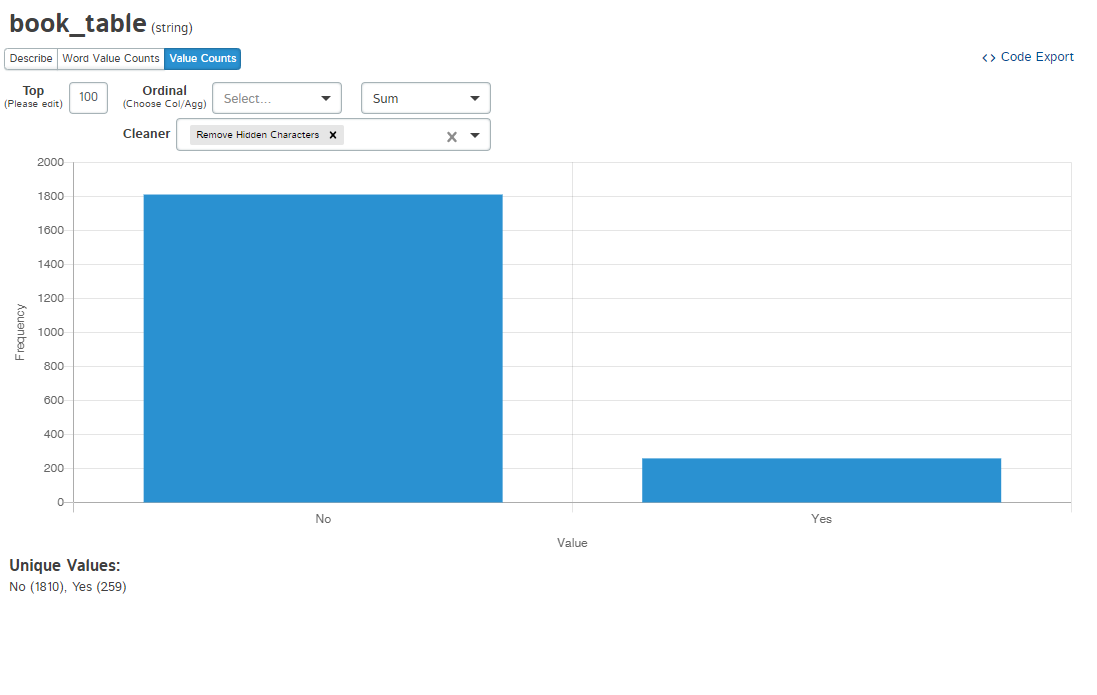 book_table (string)
Describe Word Value Counts Value Counts
<> Code Export
Top
(Please edit)
100
Ordinal
(Choose Col/Agg)
Select...
Sum
Cleaner
Remove Hidden Characters ×
2000
1800
1600
1400
1200
1000
800
600
400
200
0
Frequency
No Yes
Value
Unique Values:
No (1810), Yes (259)